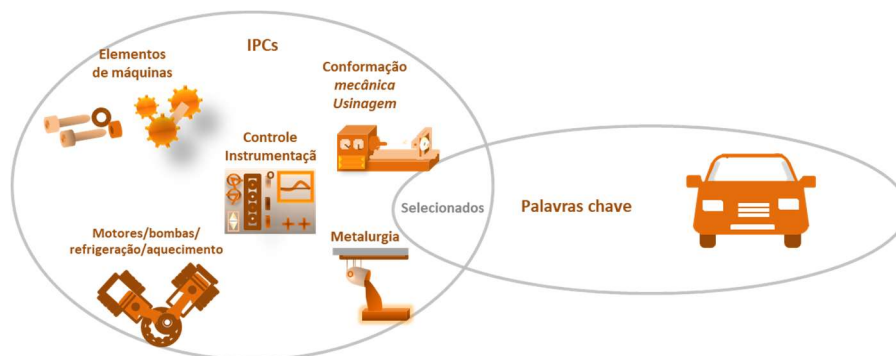 IPCs
Elementos
de máquinas
Conformação
mecânica
Usinagem
Controle
Instrumentaçã
Selecionados
Palavras chave
Motores/bombas/
refrigeração/aquecimento
Metalurgia